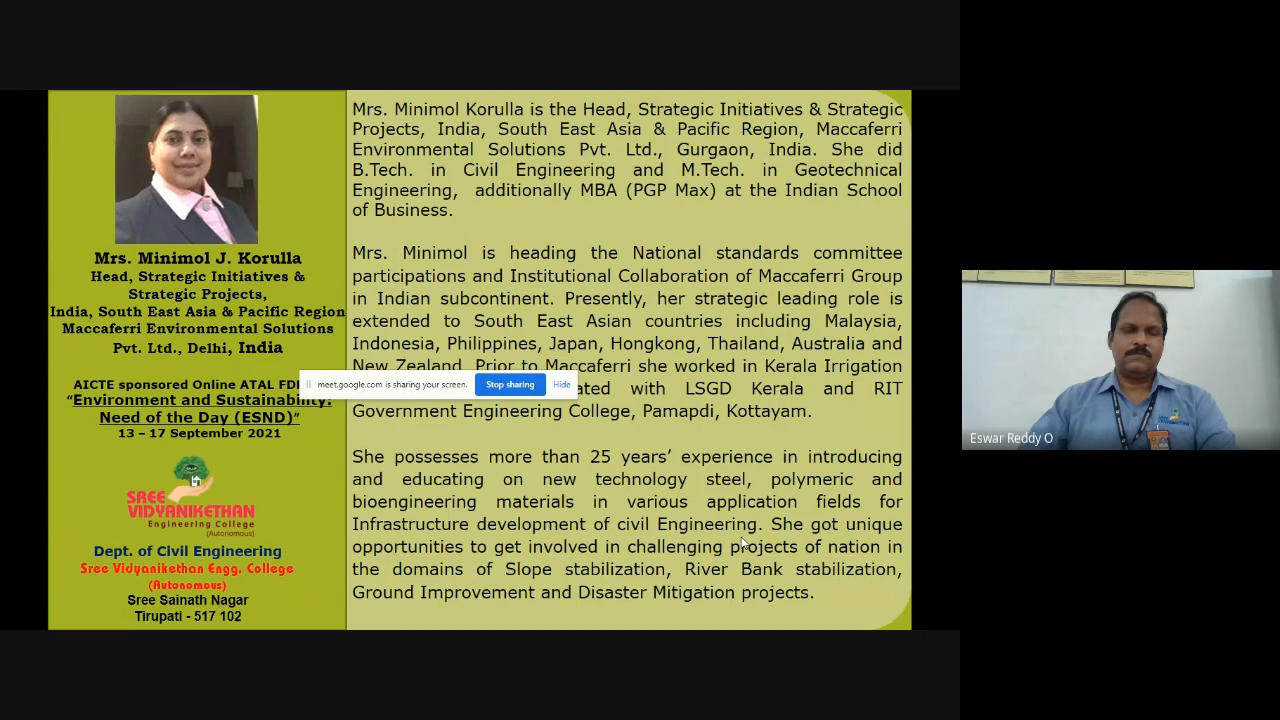 Mrs. Minimol J. Korulla
Head, Strategic Initiatives &
Strategic Projects,
India, South East Asia & Pacific Region
Maccaferri Environmental Solutions
Pvt. Ltd., Delhi, India
AICTE sponsored Online ATAL FDP
“Environment and Sustainability:
Need of the Day (ESND)”
13 – 17 September 2021
SREE
VIDYANIKETHAN
Engineering College
(Autonomous)
Dept. of Civil Engineering
Sree Vidyanikethan Engg. College
(Autonomous)
Sree Sainath Nagar
Tirupati - 517 102
Mrs. Minimol Korulla is the Head, Strategic Initiatives & Strategic
Projects, India, South East Asia & Pacific Region, Maccaferri
Environmental Solutions Pvt. Ltd., Gurgaon, India. She did
B.Tech. in Civil Engineering and M.Tech. in Geotechnical
Engineering, additionally MBA (PGP Max) at the Indian School
of Business.
Mrs. Minimol is heading the National standards committee
participations and Institutional Collaboration of Maccaferri Group
in Indian subcontinent. Presently, her strategic leading role is
extended to South East Asian countries including Malaysia,
Indonesia, Philippines, Japan, Hongkong, Thailand, Australia and
New Zealand. Prior to Maccaferri she worked in Kerala Irrigation
with LSGD Kerala and RIT
Government Engineering College, Pamapdi, Kottayam.
She possesses more than 25 years’ experience in introducing
and educating on new technology steel, polymeric and
bioengineering materials in various application fields for
Infrastructure development of civil Engineering. She got unique
opportunities to get involved in challenging projects of nation in
the domains of Slope stabilization, River Bank stabilization,
Ground Improvement and Disaster Mitigation projects.
meet.google.com is sharing your screen.
Stop sharing
Hide
Eswar Reddy O